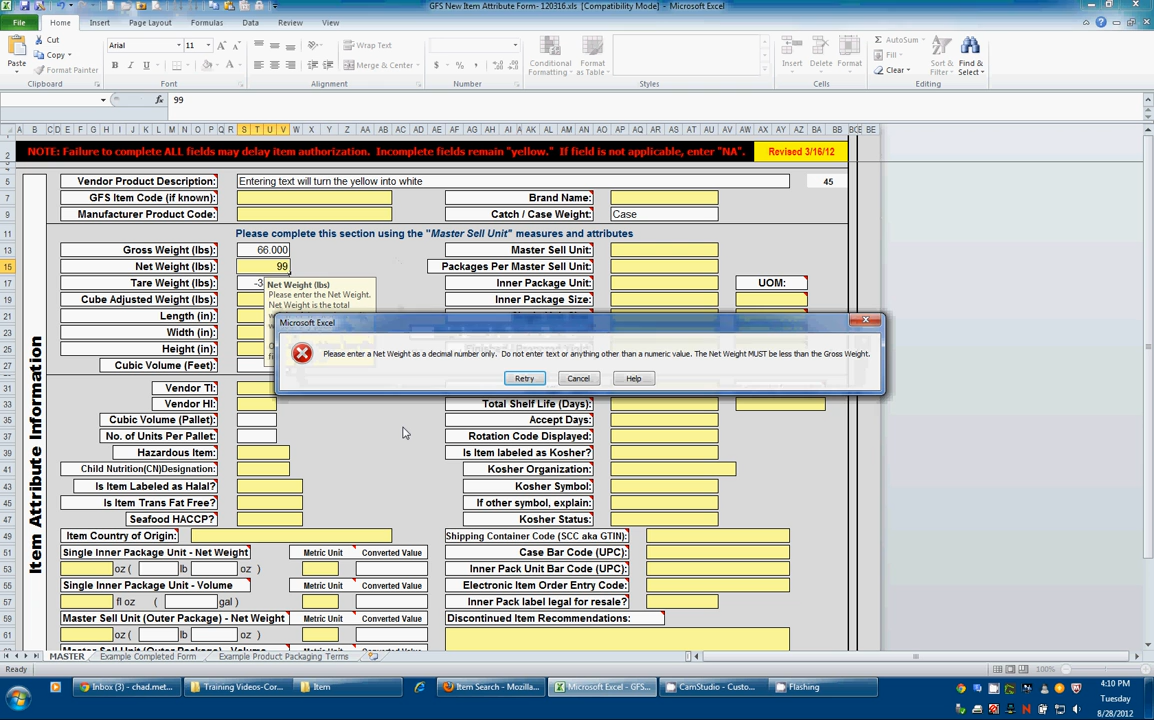 GFS New Item Attribute Form- 120316.xls [Compatibility Mode] - Microsoft Excel
File Home Insert Page Layout Formulas Data Review View
Cut
Copy
Format Painter
Paste
Clipboard
Arial 11
Font
Wrap Text
Merge & Center
Alignment
Number
Conditional Formatting
Format as Table
Styles
Insert Delete Format
Cells
AutoSum
Fill
Clear
Sort & Filter
Find & Select
Editing
fx 99
NOTE: Failure to complete ALL fields may delay item authorization. Incomplete fields remain "yellow." If field is not applicable, enter "NA". Revised 3/16/12
Vendor Product Description: Entering text will turn the yellow into white 45
GFS Item Code (if known): Brand Name:
Manufacturer Product Code: Catch / Case Weight: Case
Please complete this section using the "Master Sell Unit" measures and attributes
Gross Weight (lbs): 66.000 Master Sell Unit:
Net Weight (lbs): 99 Packages Per Master Sell Unit:
Tare Weight (lbs): -3 Inner Package Unit: UOM:
Cube Adjusted Weight (lbs): Inner Package Size:
Length (in):
Width (in):
Height (in):
Cubic Volume (Feet):
Net Weight (lbs)
Please enter the Net Weight.
Net Weight is the total
Microsoft Excel
Please enter a Net Weight as a decimal number only. Do not enter text or anything other than a numeric value. The Net Weight MUST be less than the Gross Weight.
Retry Cancel Help
Item Attribute Information
Vendor TI:
Vendor HI: Total Shelf Life (Days):
Cubic Volume (Pallet): Accept Days:
No. of Units Per Pallet: Rotation Code Displayed:
Hazardous Item: Is Item labeled as Kosher?
Child Nutrition(CN)Designation: Kosher Organization:
Is Item Labeled as Halal? Kosher Symbol:
Is Item Trans Fat Free? If other symbol, explain:
Seafood HACCP? Kosher Status:
Item Country of Origin: Shipping Container Code (SCC aka GTIN):
Single Inner Package Unit - Net Weight Metric Unit Converted Value Case Bar Code (UPC):
oz ( lb oz ) Inner Pack Unit Bar Code (UPC):
Single Inner Package Unit - Volume Metric Unit Converted Value Electronic Item Order Entry Code:
fl oz ( gal ) Inner Pack label legal for resale?
Master Sell Unit (Outer Package) - Net Weight Metric Unit Converted Value Discontinued Item Recommendations:
oz ( lb oz )
MASTER Example Completed Form Example Product Packaging Terms
Ready 100%
Inbox (3) - chad.met... Training Videos-Cor... Item Item Search - Mozilla... Microsoft Excel - GFS... CamStudio - Custo... Flashing
4:10 PM
Tuesday
8/28/2012